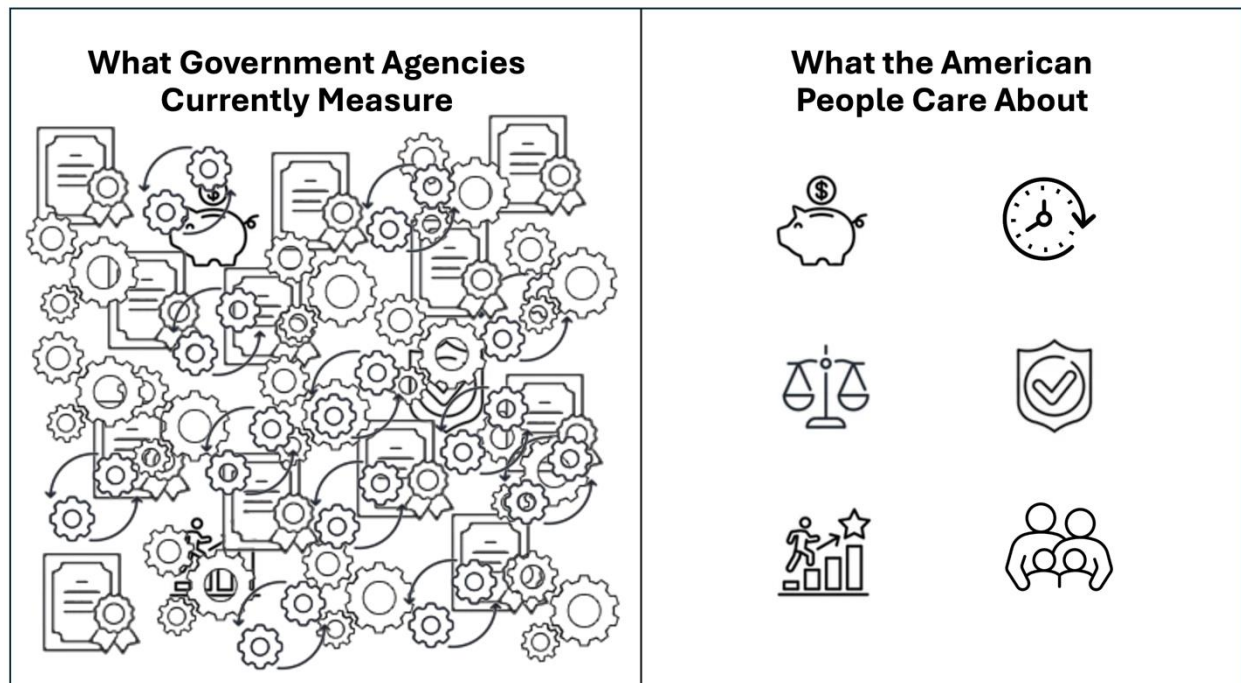 What Government Agencies
Currently Measure
What the American
People Care About
$
$